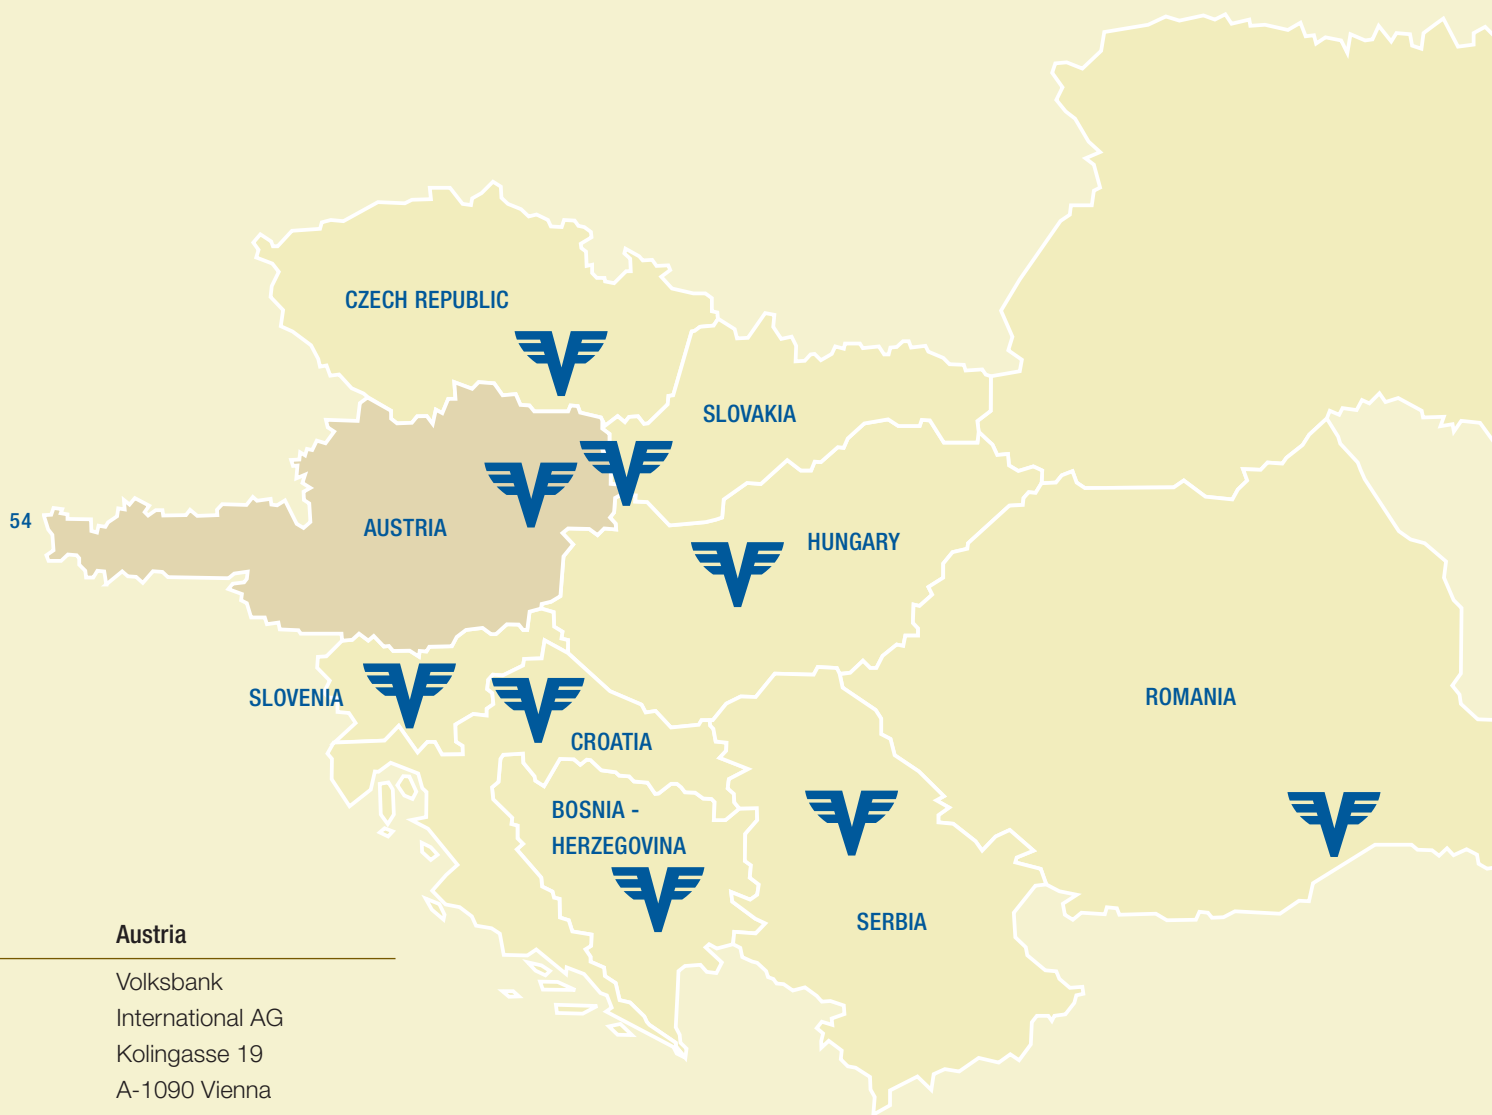 CZECH REPUBLIC
SLOVAKIA
54
AUSTRIA
HUNGARY
SLOVENIA
ROMANIA
CROATIA
BOSNIA -
HERZEGOVINA
SERBIA
Austria
Volksbank
International AG
Kolingasse 19
A-1090 Vienna